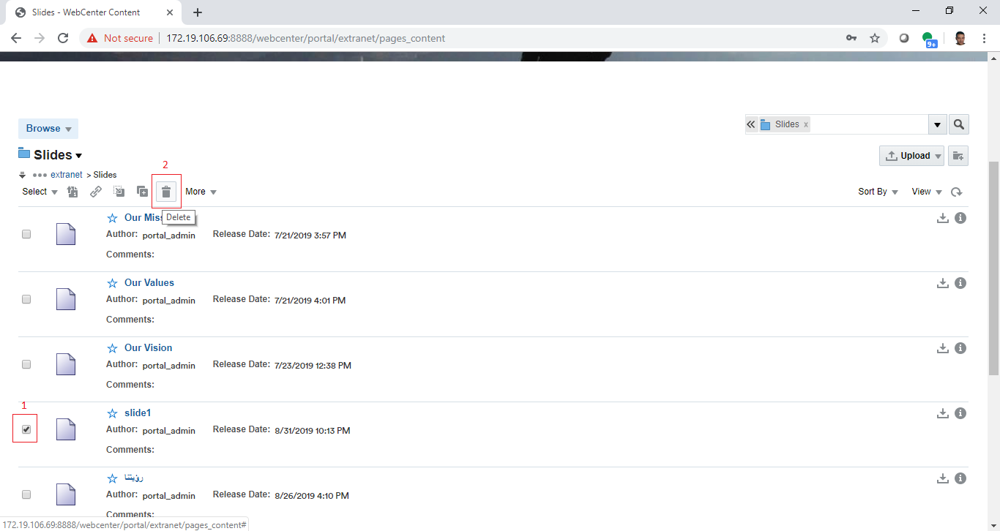 Slides - WebCenter Content
Not secure 172.19.106.69:8888/webcenter/portal/extranet/pages_content
9+
Browse
Slides x
Slides
Upload
2
extranet > Slides
Select
More
Sort By
View
Delete
Our Miss
Author: portal_admin Release Date: 7/21/2019 3:57 PM
Comments:
Our Values
Author: portal_admin Release Date: 7/21/2019 4:01 PM
Comments:
Our Vision
Author: portal_admin Release Date: 7/23/2019 12:38 PM
Comments:
1
slide1
Author: portal_admin Release Date: 8/31/2019 10:13 PM
Comments:
رؤيتنا
Author: portal_admin Release Date: 8/26/2019 4:10 PM
Comments:
172.19.106.69:8888/webcenter/portal/extranet/pages_content#